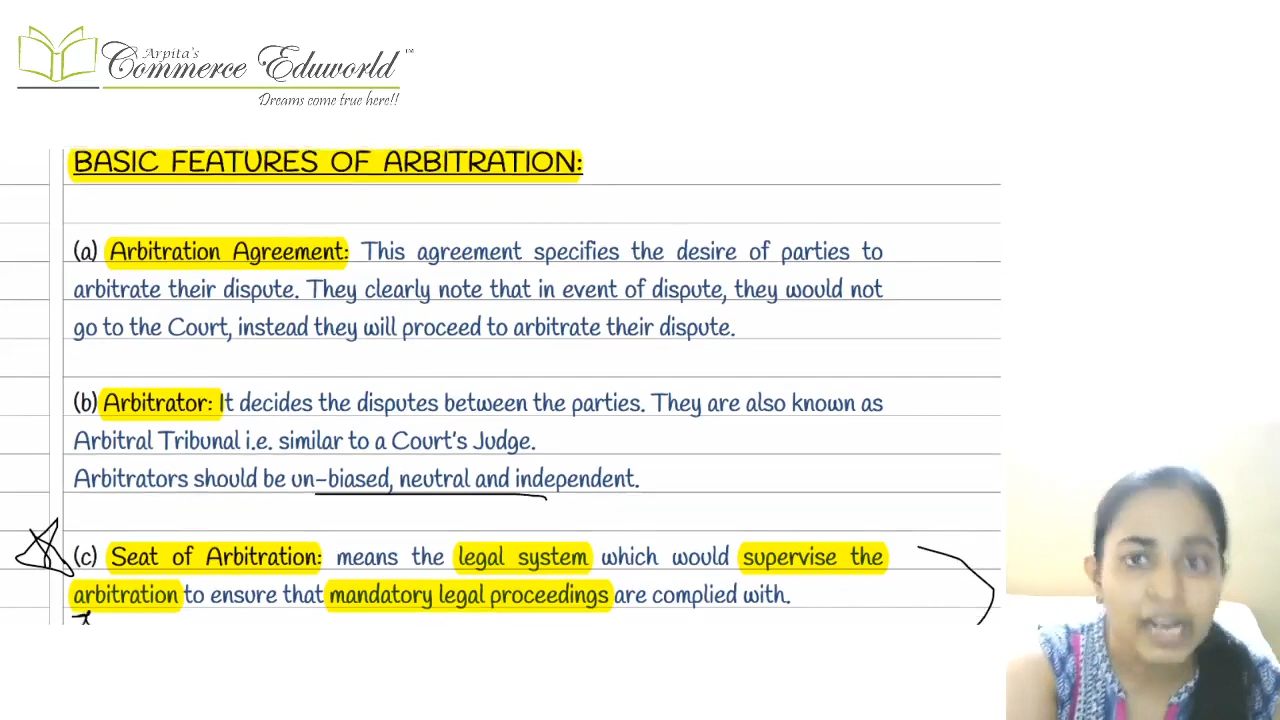 Arpita's
Commerce Eduworld™
Dreams come true here!!
BASIC FEATURES OF ARBITRATION:
(a) Arbitration Agreement: This agreement specifies the desire of parties to
arbitrate their dispute. They clearly note that in event of dispute, they would not
go to the Court, instead they will proceed to arbitrate their dispute.
(b) Arbitrator: It decides the disputes between the parties. They are also known as
Arbitral Tribunal i.e. similar to a Court's Judge.
Arbitrators should be un-biased, neutral and independent.
(c) Seat of Arbitration: means the legal system which would supervise the
arbitration to ensure that mandatory legal proceedings are complied with.